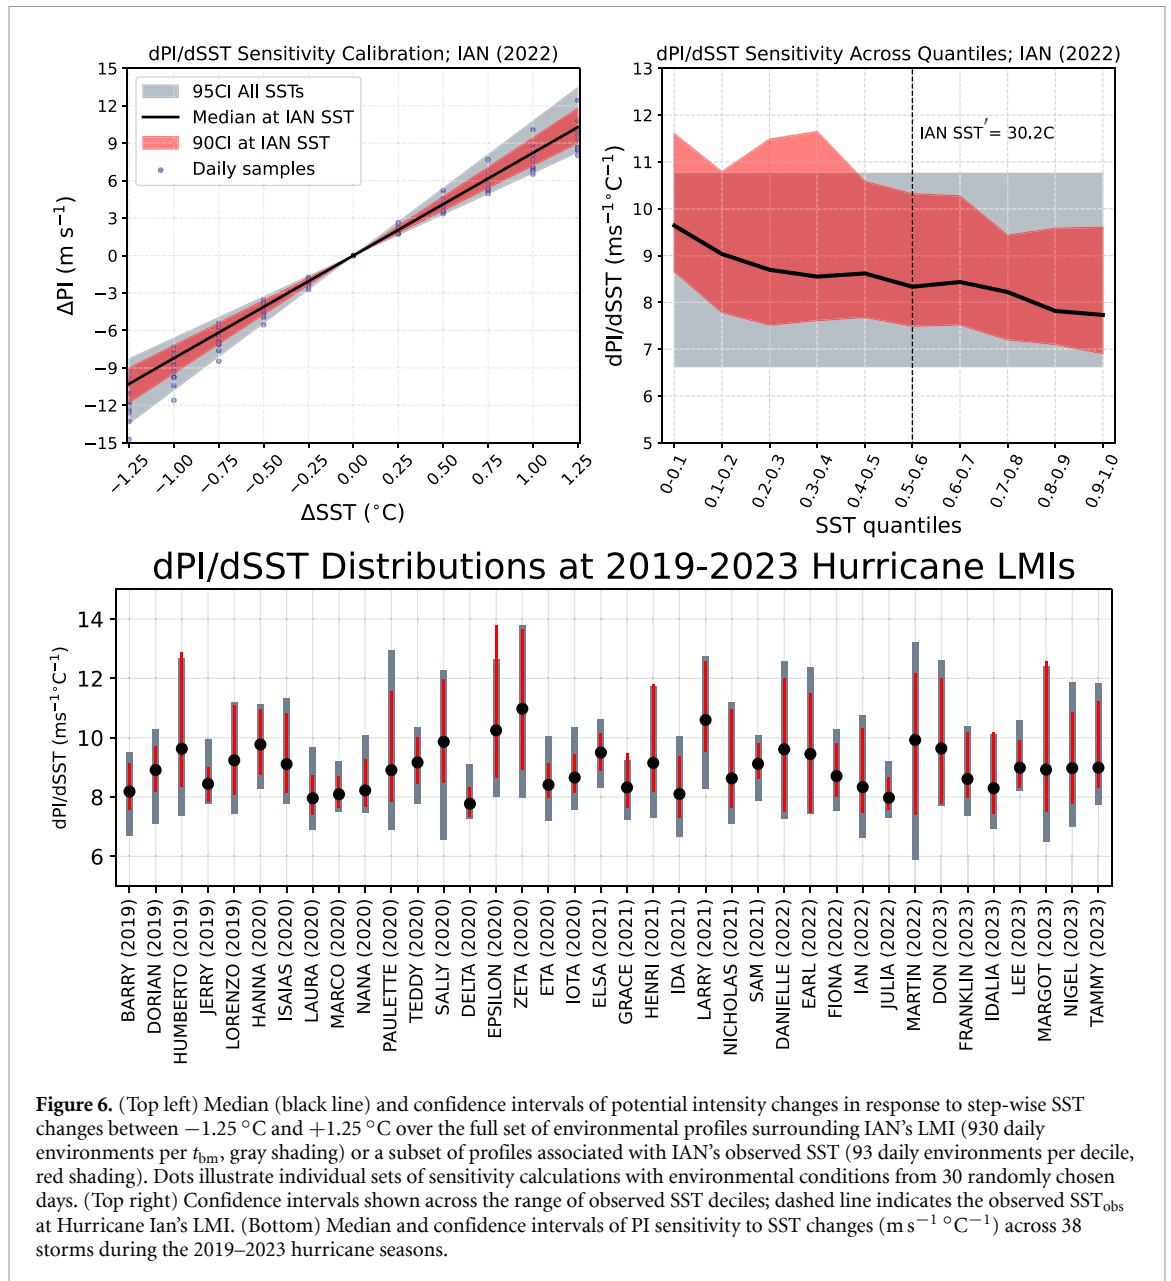 dPI/dSST Sensitivity Calibration; IAN (2022)
15
12
9
6
3
0
−3
−6
−9
−12
−15
ΔPI (m s⁻¹)
95CI All SSTs
Median at IAN SST
90CI at IAN SST
Daily samples
−1.25
−1.00
−0.75
−0.50
−0.25
0.00
0.25
0.50
0.75
1.00
1.25
ΔSST (°C)
dPI/dSST Sensitivity Across Quantiles; IAN (2022)
13
12
11
10
9
8
7
6
5
dPI/dSST (ms⁻¹°C⁻¹)
IAN SST′ = 30.2C
0-0.1
0.1-0.2
0.2-0.3
0.3-0.4
0.4-0.5
0.5-0.6
0.6-0.7
0.7-0.8
0.8-0.9
0.9-1.0
SST quantiles
dPI/dSST Distributions at 2019-2023 Hurricane LMIs
14
12
10
8
6
dPI/dSST (ms⁻¹°C⁻¹)
BARRY (2019)
DORIAN (2019)
HUMBERTO (2019)
JERRY (2019)
LORENZO (2019)
HANNA (2020)
ISAIAS (2020)
LAURA (2020)
MARCO (2020)
NANA (2020)
PAULETTE (2020)
TEDDY (2020)
SALLY (2020)
DELTA (2020)
EPSILON (2020)
ZETA (2020)
ETA (2020)
IOTA (2020)
ELSA (2021)
GRACE (2021)
HENRI (2021)
IDA (2021)
LARRY (2021)
NICHOLAS (2021)
SAM (2021)
DANIELLE (2022)
EARL (2022)
FIONA (2022)
IAN (2022)
JULIA (2022)
MARTIN (2022)
DON (2023)
FRANKLIN (2023)
IDALIA (2023)
LEE (2023)
MARGOT (2023)
NIGEL (2023)
TAMMY (2023)
Figure 6. (Top left) Median (black line) and confidence intervals of potential intensity changes in response to step-wise SST
changes between −1.25 °C and +1.25 °C over the full set of environmental profiles surrounding IAN's LMI (930 daily
environments per t_bm, gray shading) or a subset of profiles associated with IAN's observed SST (93 daily environments per decile,
red shading). Dots illustrate individual sets of sensitivity calculations with environmental conditions from 30 randomly chosen
days. (Top right) Confidence intervals shown across the range of observed SST deciles; dashed line indicates the observed SST_obs
at Hurricane Ian's LMI. (Bottom) Median and confidence intervals of PI sensitivity to SST changes (m s⁻¹ °C⁻¹) across 38
storms during the 2019–2023 hurricane seasons.